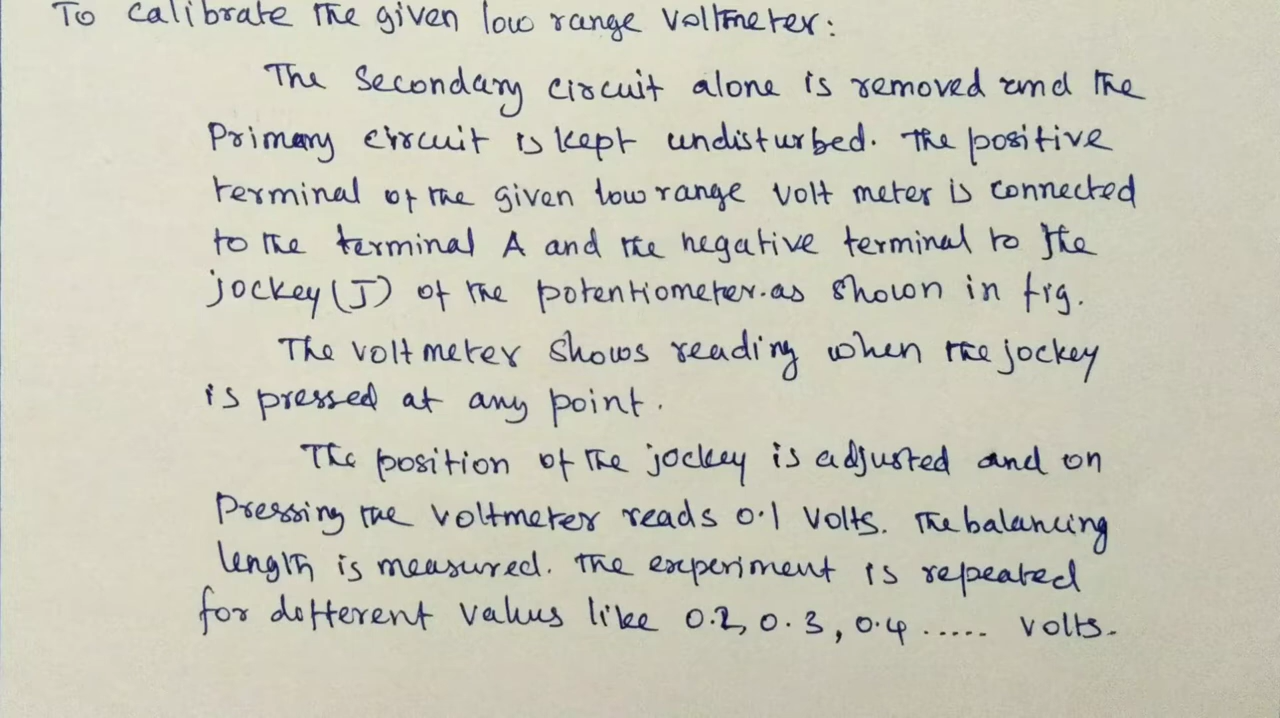 To calibrate the given low range voltmeter:
The secondary circuit alone is removed and the
Primary circuit is kept undisturbed. The positive
terminal of the given low range volt meter is connected
to the terminal A and the negative terminal to the
jockey (J) of the potentiometer. as shown in fig.
The volt meter shows reading when the jockey
is pressed at any point.
The position of the jockey is adjusted and on
Pressing the voltmeter reads 0.1 volts. The balancing
length is measured. The experiment is repeated
for different values like 0.2, 0.3, 0.4 ..... volts.